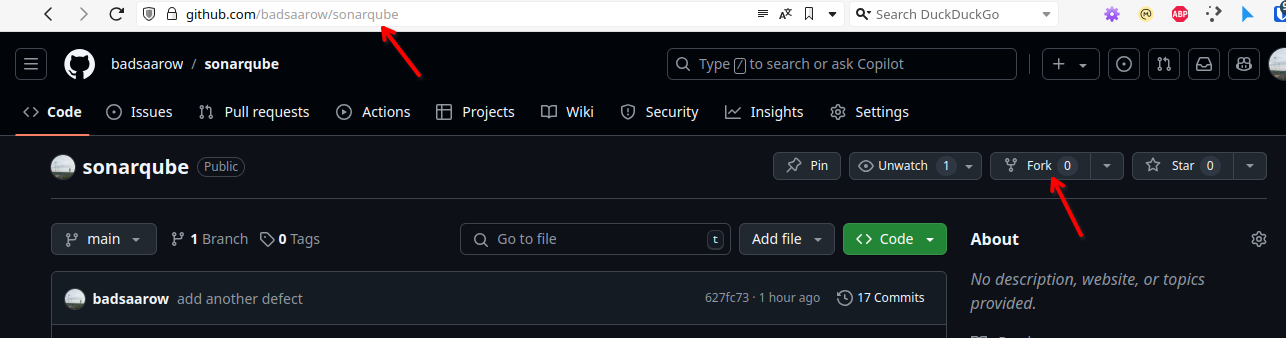 github.com/badsaarow/sonarqube
Search DuckDuckGo
ABP
badsaarow / sonarqube
Type / to search or ask Copilot
Code Issues Pull requests Actions Projects Wiki Security Insights Settings
sonarqube Public
Pin Unwatch 1 Fork 0 Star 0
main 1 Branch 0 Tags Go to file t Add file Code
About
badsaarow add another defect 627fc73 · 1 hour ago 17 Commits
No description, website, or topics
provided.